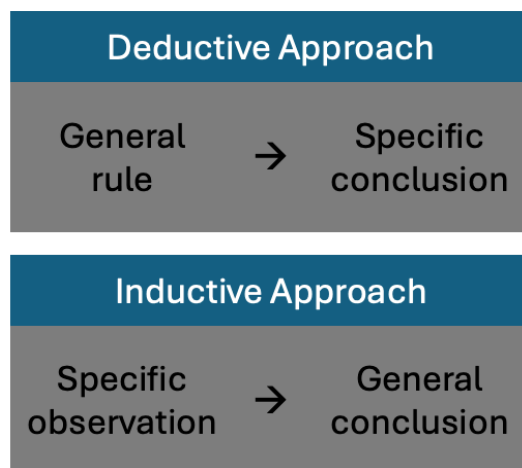 Deductive Approach
General rule → Specific conclusion
Inductive Approach
Specific observation → General conclusion